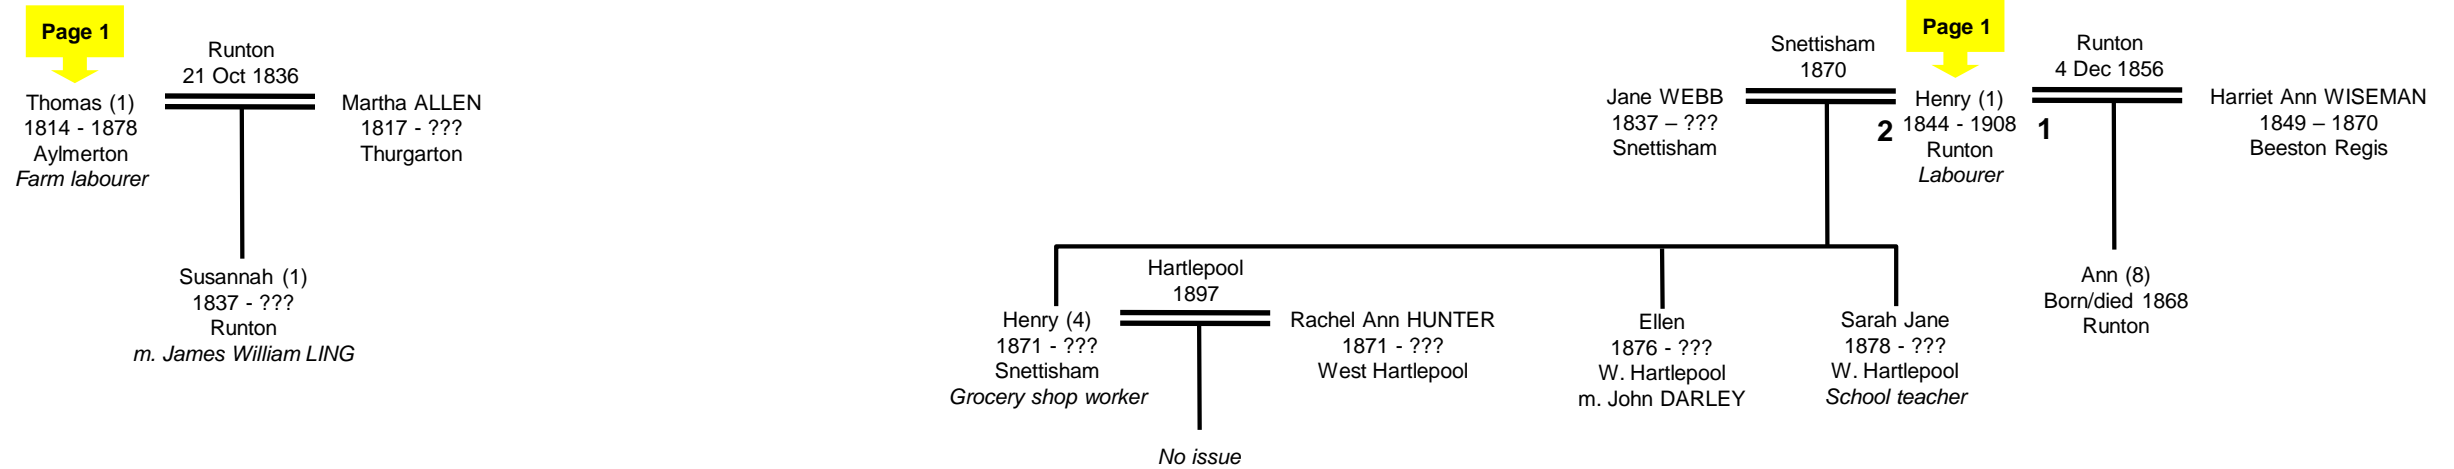 Page 1
Runton
21 Oct 1836
Thomas (1)
1814 - 1878
Aylmerton
Farm labourer
Martha ALLEN
1817 - ???
Thurgarton
Susannah (1)
1837 - ???
Runton
m. James William LING
Page 1
Snettisham
1870
Runton
4 Dec 1856
Jane WEBB
1837 – ???
Snettisham
2
Henry (1)
1844 - 1908
Runton
Labourer
1
Harriet Ann WISEMAN
1849 – 1870
Beeston Regis
Hartlepool
1897
Henry (4)
1871 - ???
Snettisham
Grocery shop worker
Rachel Ann HUNTER
1871 - ???
West Hartlepool
Ellen
1876 - ???
W. Hartlepool
m. John DARLEY
Sarah Jane
1878 - ???
W. Hartlepool
School teacher
Ann (8)
Born/died 1868
Runton
No issue